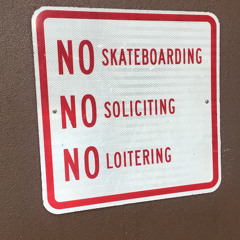 NO SKATEBOARDING
NO SOLICITING
NO LOITERING